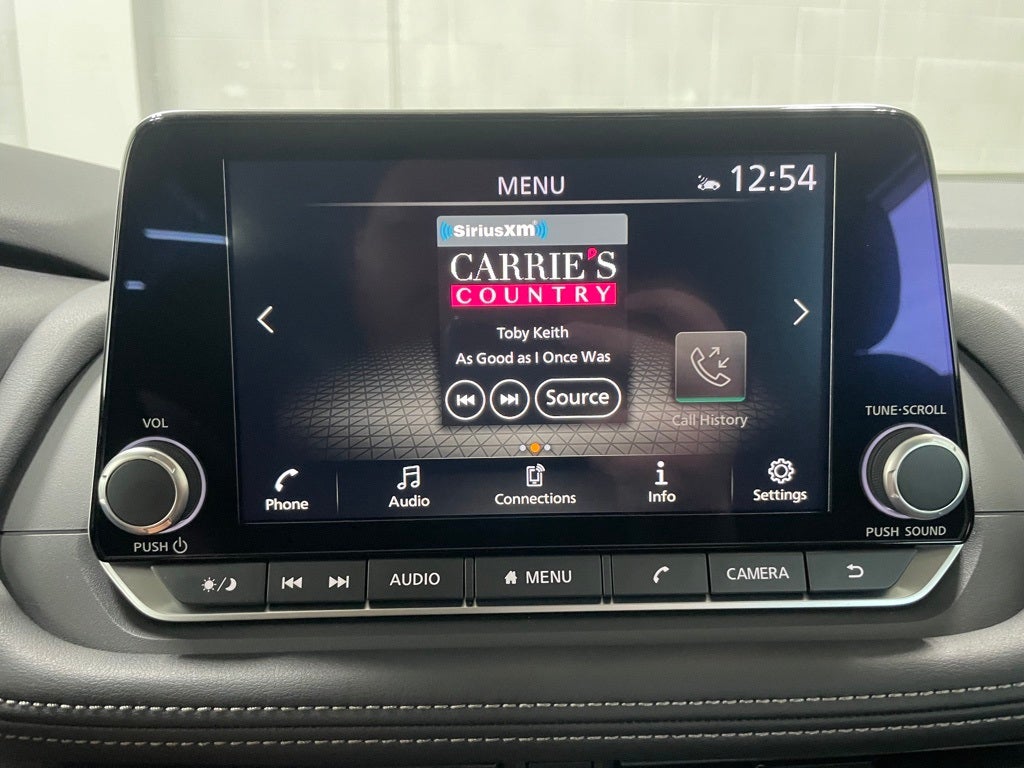 MENU
12:54
SiriusXM
CARRIE'S
COUNTRY
Toby Keith
As Good as I Once Was
Source
Call History
Phone
Audio
Connections
Info
Settings
VOL
PUSH
TUNE·SCROLL
PUSH SOUND
AUDIO
MENU
CAMERA